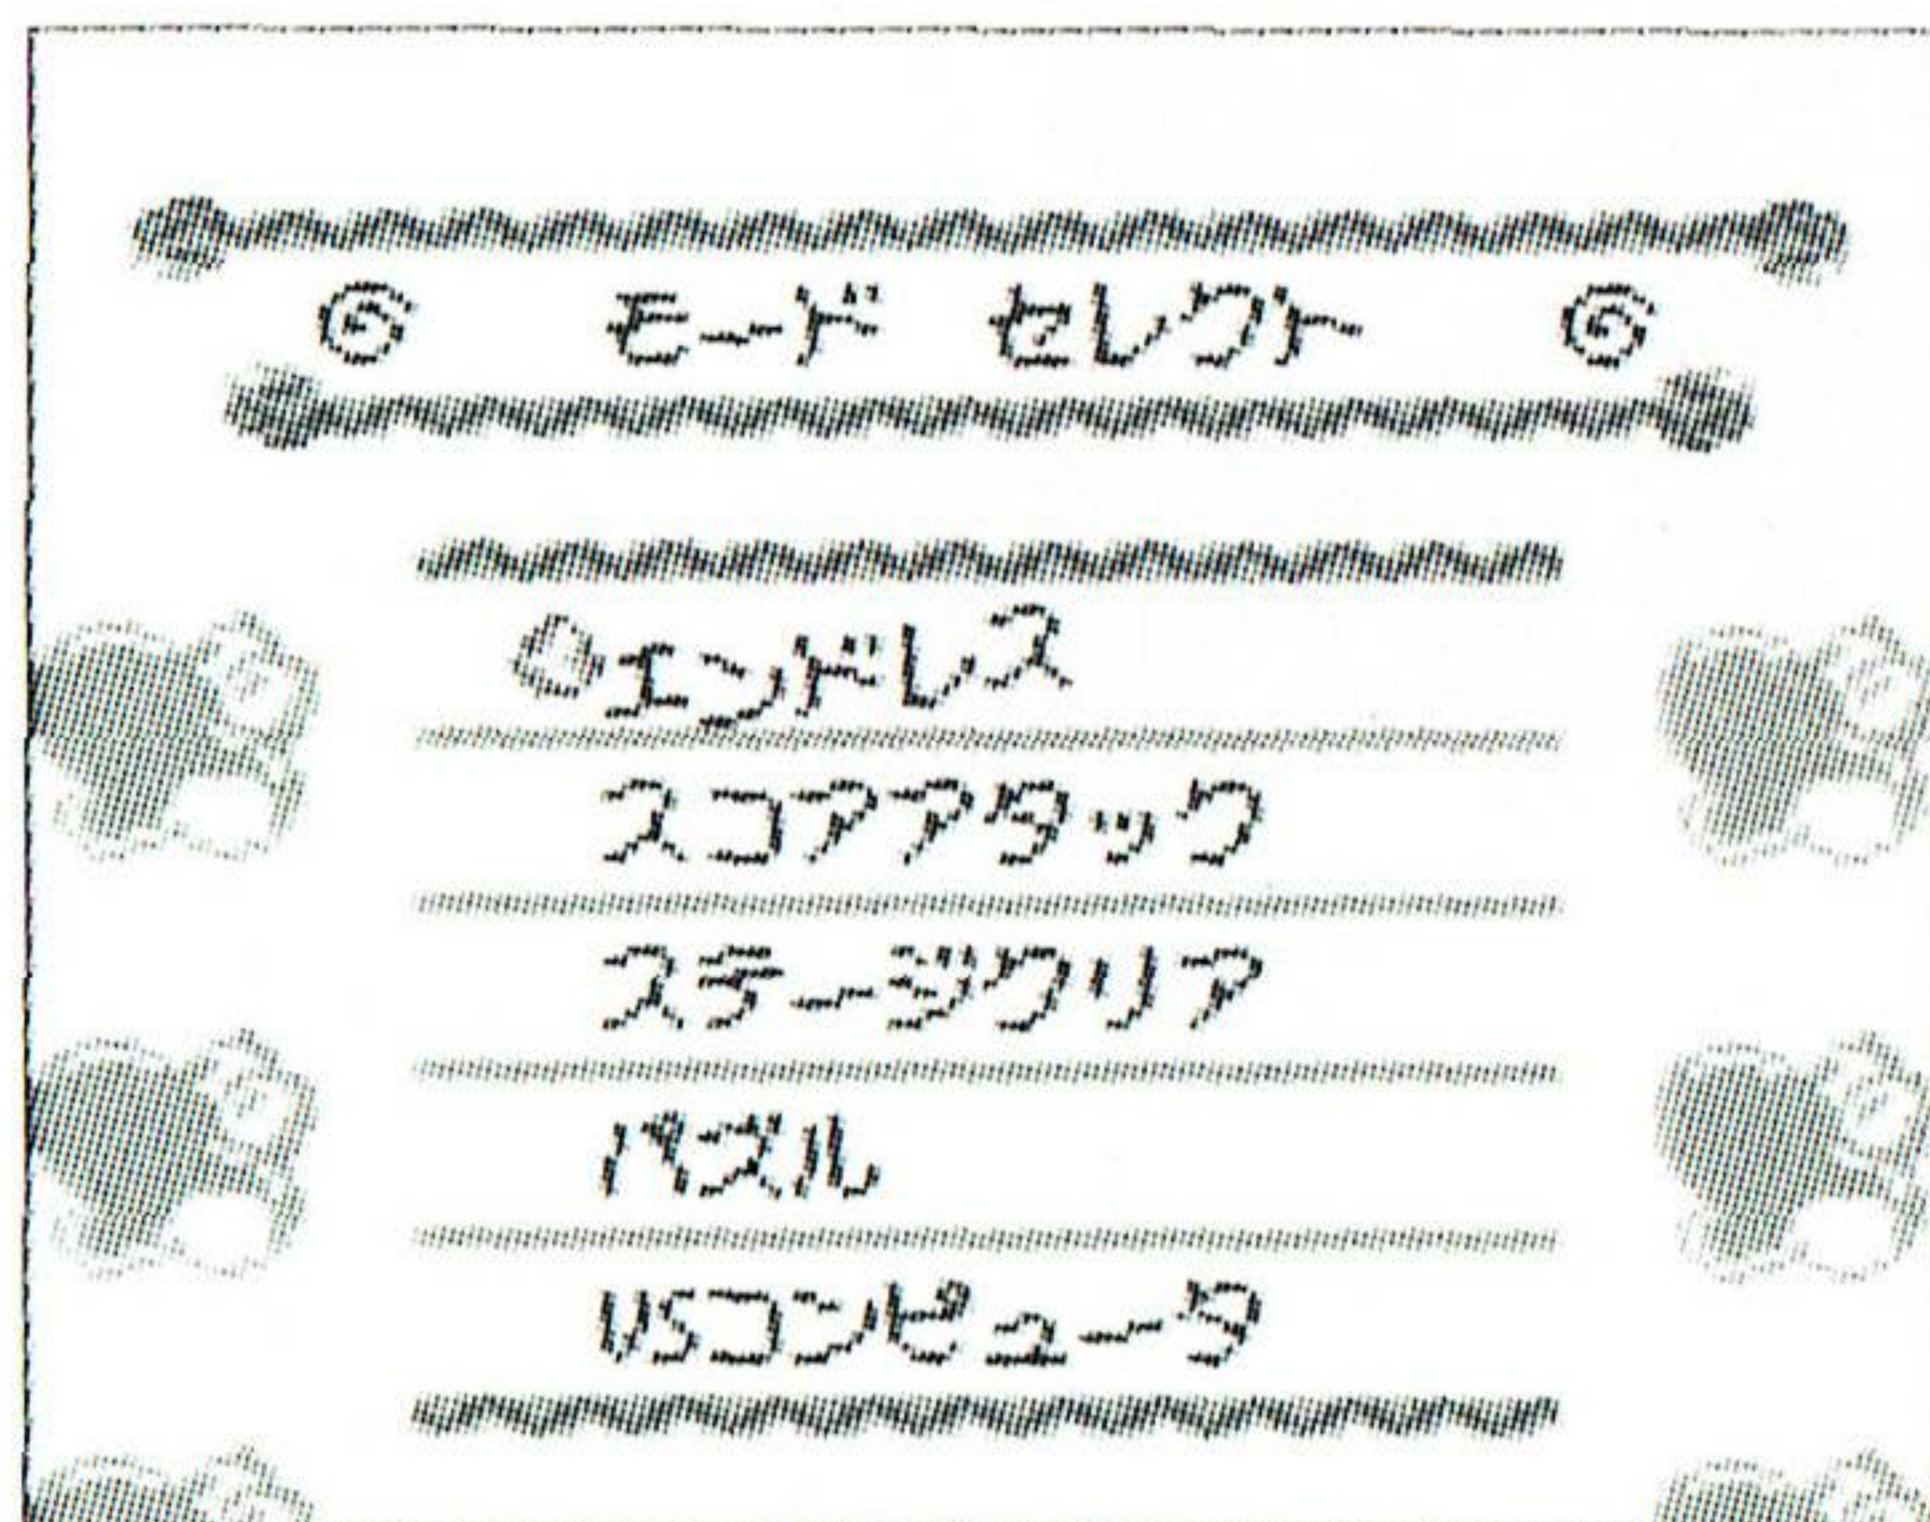 モード セレクト
エンドレス
スコアアタック
ステージクリア
パズル
VSコンピュータ